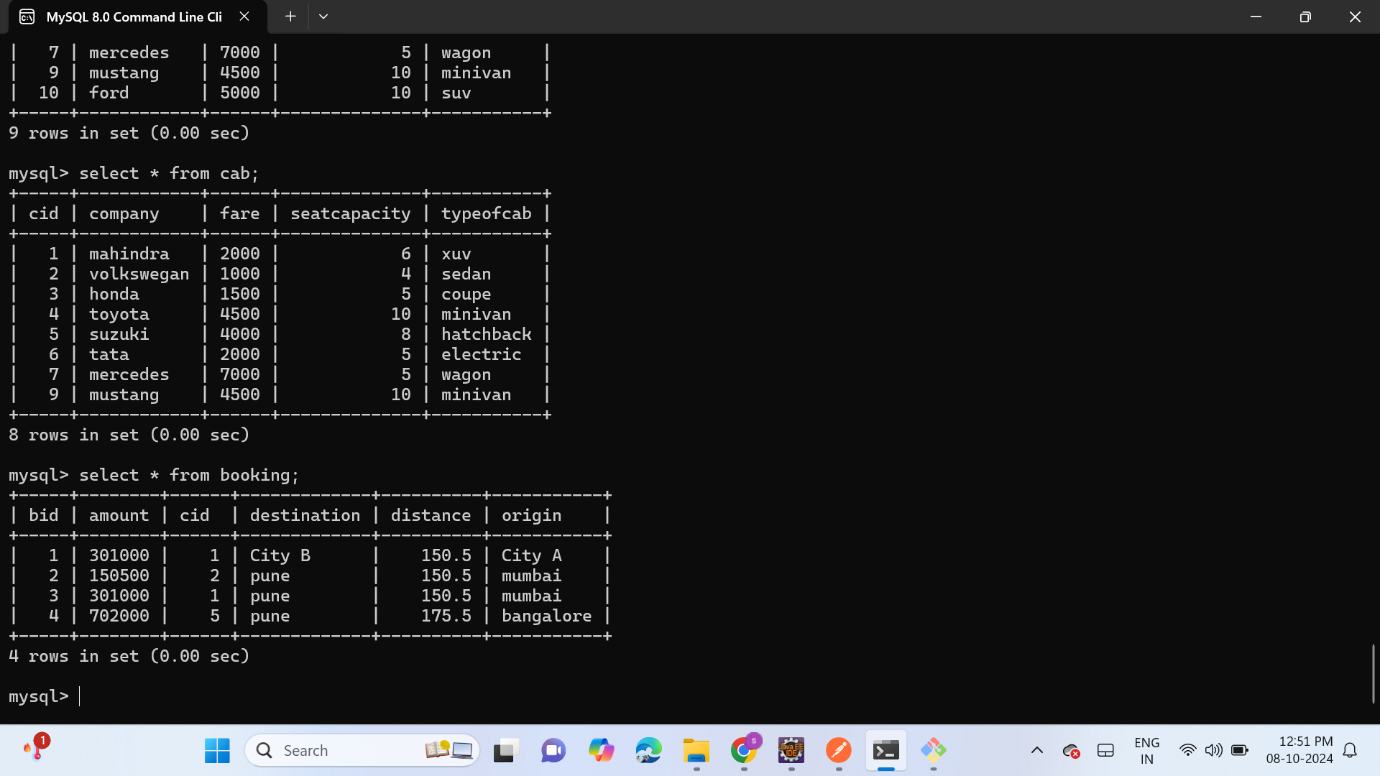 MySQL 8.0 Command Line Cli
|   7 | mercedes   | 7000 |            5 | wagon     |
|   9 | mustang    | 4500 |           10 | minivan   |
|  10 | ford       | 5000 |           10 | suv       |
+-----+------------+------+--------------+-----------+
9 rows in set (0.00 sec)
mysql> select * from cab;
+-----+------------+------+--------------+-----------+
| cid | company    | fare | seatcapacity | typeofcab |
+-----+------------+------+--------------+-----------+
|   1 | mahindra   | 2000 |            6 | xuv       |
|   2 | volkswegan | 1000 |            4 | sedan     |
|   3 | honda      | 1500 |            5 | coupe     |
|   4 | toyota     | 4500 |           10 | minivan   |
|   5 | suzuki     | 4000 |            8 | hatchback |
|   6 | tata       | 2000 |            5 | electric  |
|   7 | mercedes   | 7000 |            5 | wagon     |
|   9 | mustang    | 4500 |           10 | minivan   |
+-----+------------+------+--------------+-----------+
8 rows in set (0.00 sec)
mysql> select * from booking;
+-----+--------+------+-------------+----------+-----------+
| bid | amount | cid  | destination | distance | origin    |
+-----+--------+------+-------------+----------+-----------+
|   1 | 301000 |    1 | City B      |    150.5 | City A    |
|   2 | 150500 |    2 | pune        |    150.5 | mumbai    |
|   3 | 301000 |    1 | pune        |    150.5 | mumbai    |
|   4 | 702000 |    5 | pune        |    175.5 | bangalore |
+-----+--------+------+-------------+----------+-----------+
4 rows in set (0.00 sec)
mysql>
1
Search
S
ENG
IN
12:51 PM
08-10-2024